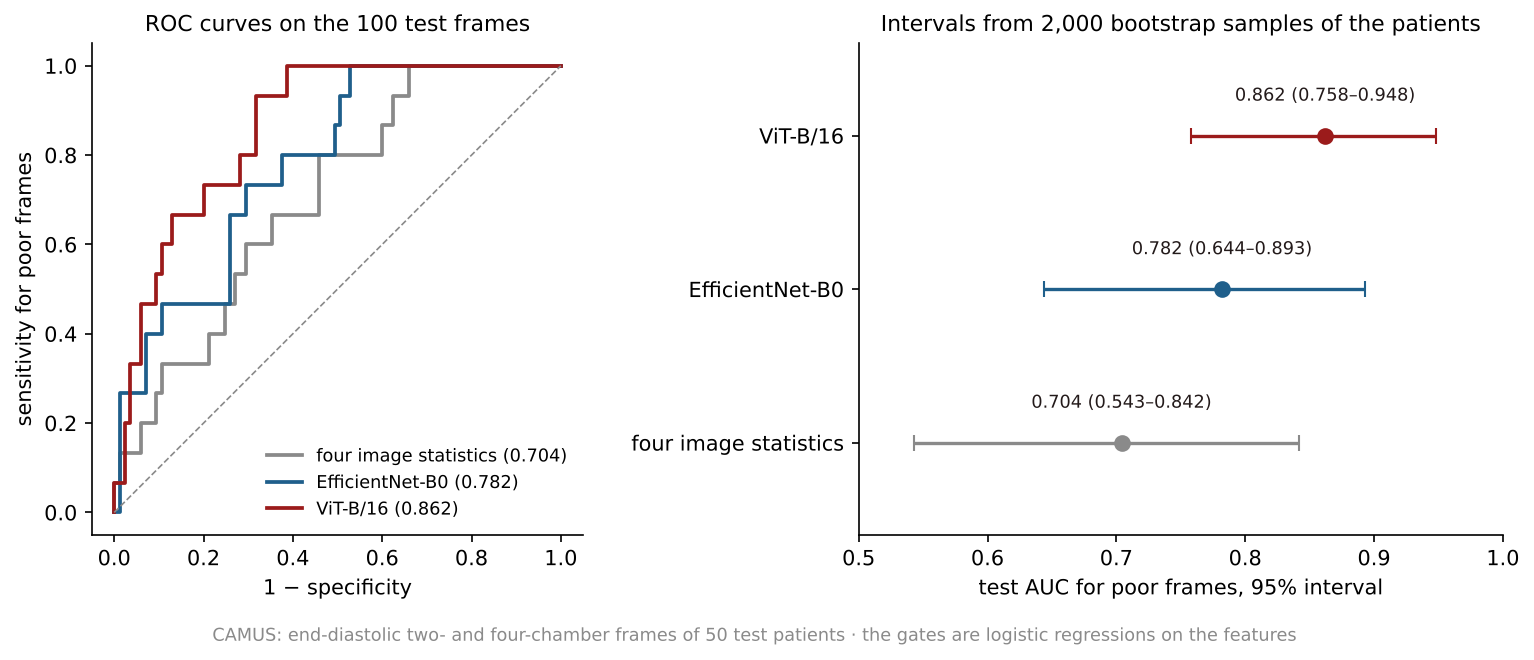 ROC curves on the 100 test frames
sensitivity for poor frames
1.0
0.8
0.6
0.4
0.2
0.0
four image statistics (0.704)
EfficientNet-B0 (0.782)
ViT-B/16 (0.862)
0.0 0.2 0.4 0.6 0.8 1.0
1 − specificity
Intervals from 2,000 bootstrap samples of the patients
0.862 (0.758–0.948)
ViT-B/16
0.782 (0.644–0.893)
EfficientNet-B0
0.704 (0.543–0.842)
four image statistics
0.5 0.6 0.7 0.8 0.9 1.0
test AUC for poor frames, 95% interval
CAMUS: end-diastolic two- and four-chamber frames of 50 test patients · the gates are logistic regressions on the features